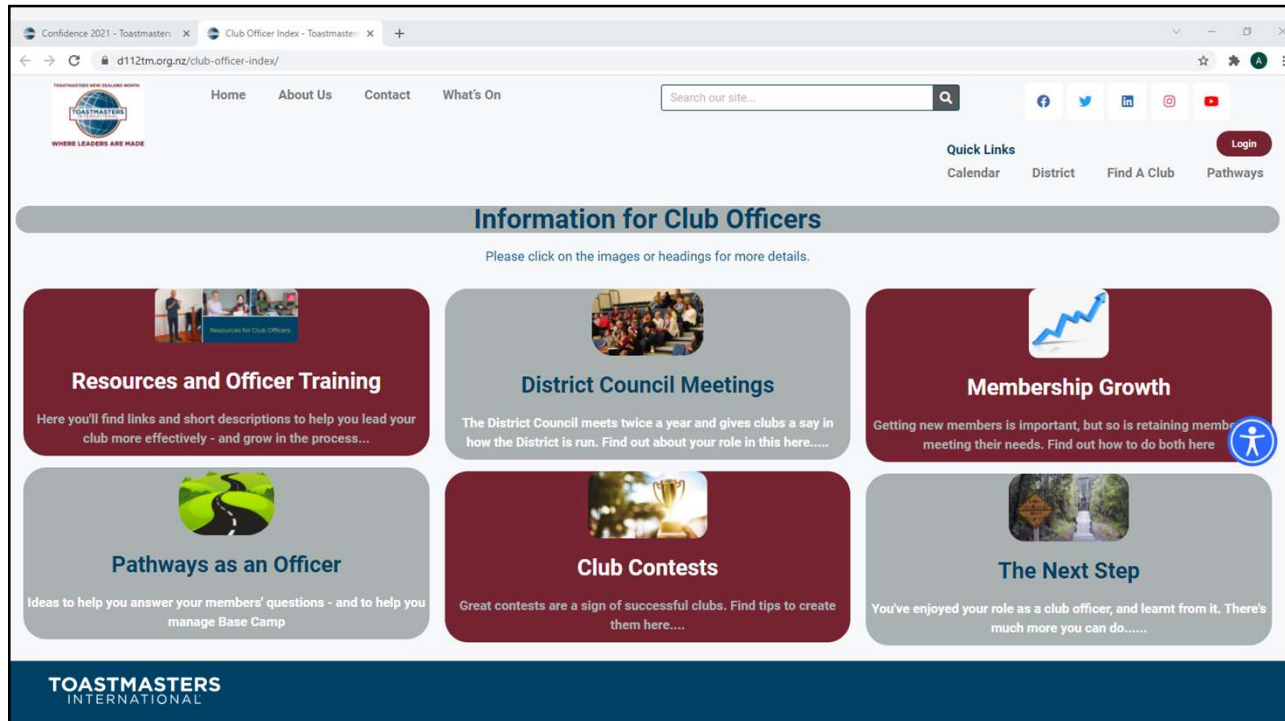 Confidence 2021 - Toastmasters
Club Officer Index - Toastmaster
d112tm.org.nz/club-officer-index/
A
TOASTMASTERS NEW ZEALAND NORTH
TOASTMASTERS
INTERNATIONAL
WHERE LEADERS ARE MADE
Home About Us Contact What's On
Search our site...
Login
Quick Links
Calendar District Find A Club Pathways
Information for Club Officers
Please click on the images or headings for more details.
Resources for Club Officers
Resources and Officer Training
Here you'll find links and short descriptions to help you lead your
club more effectively - and grow in the process...
District Council Meetings
The District Council meets twice a year and gives clubs a say in
how the District is run. Find out about your role in this here.....
Membership Growth
Getting new members is important, but so is retaining memb
meeting their needs. Find out how to do both here
Pathways as an Officer
Ideas to help you answer your members' questions - and to help you
manage Base Camp
Club Contests
Great contests are a sign of successful clubs. Find tips to create
them here....
The Next Step
You've enjoyed your role as a club officer, and learnt from it. There's
much more you can do......
TOASTMASTERS
INTERNATIONAL